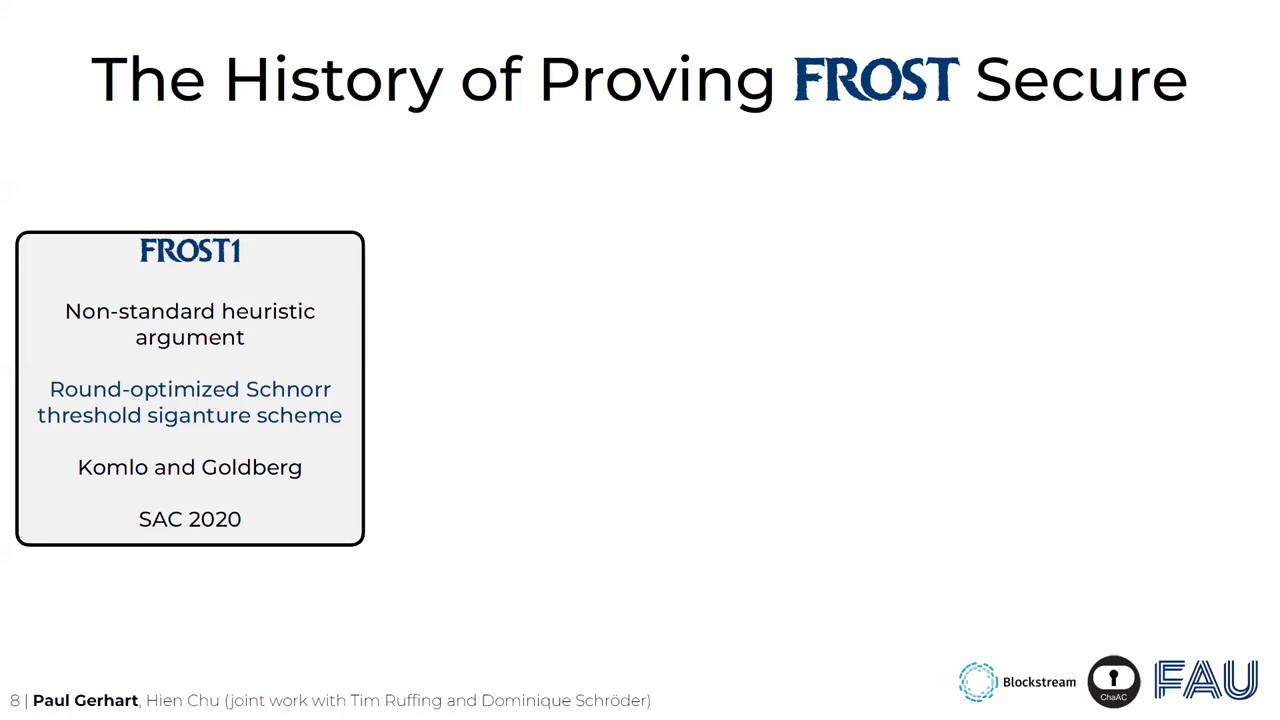 The History of Proving FROST Secure
FROST1
Non-standard heuristic
argument
Round-optimized Schnorr
threshold siganture scheme
Komlo and Goldberg
SAC 2020
8 | Paul Gerhart, Hien Chu (joint work with Tim Ruffing and Dominique Schröder)
Blockstream
ChaAC
FAU